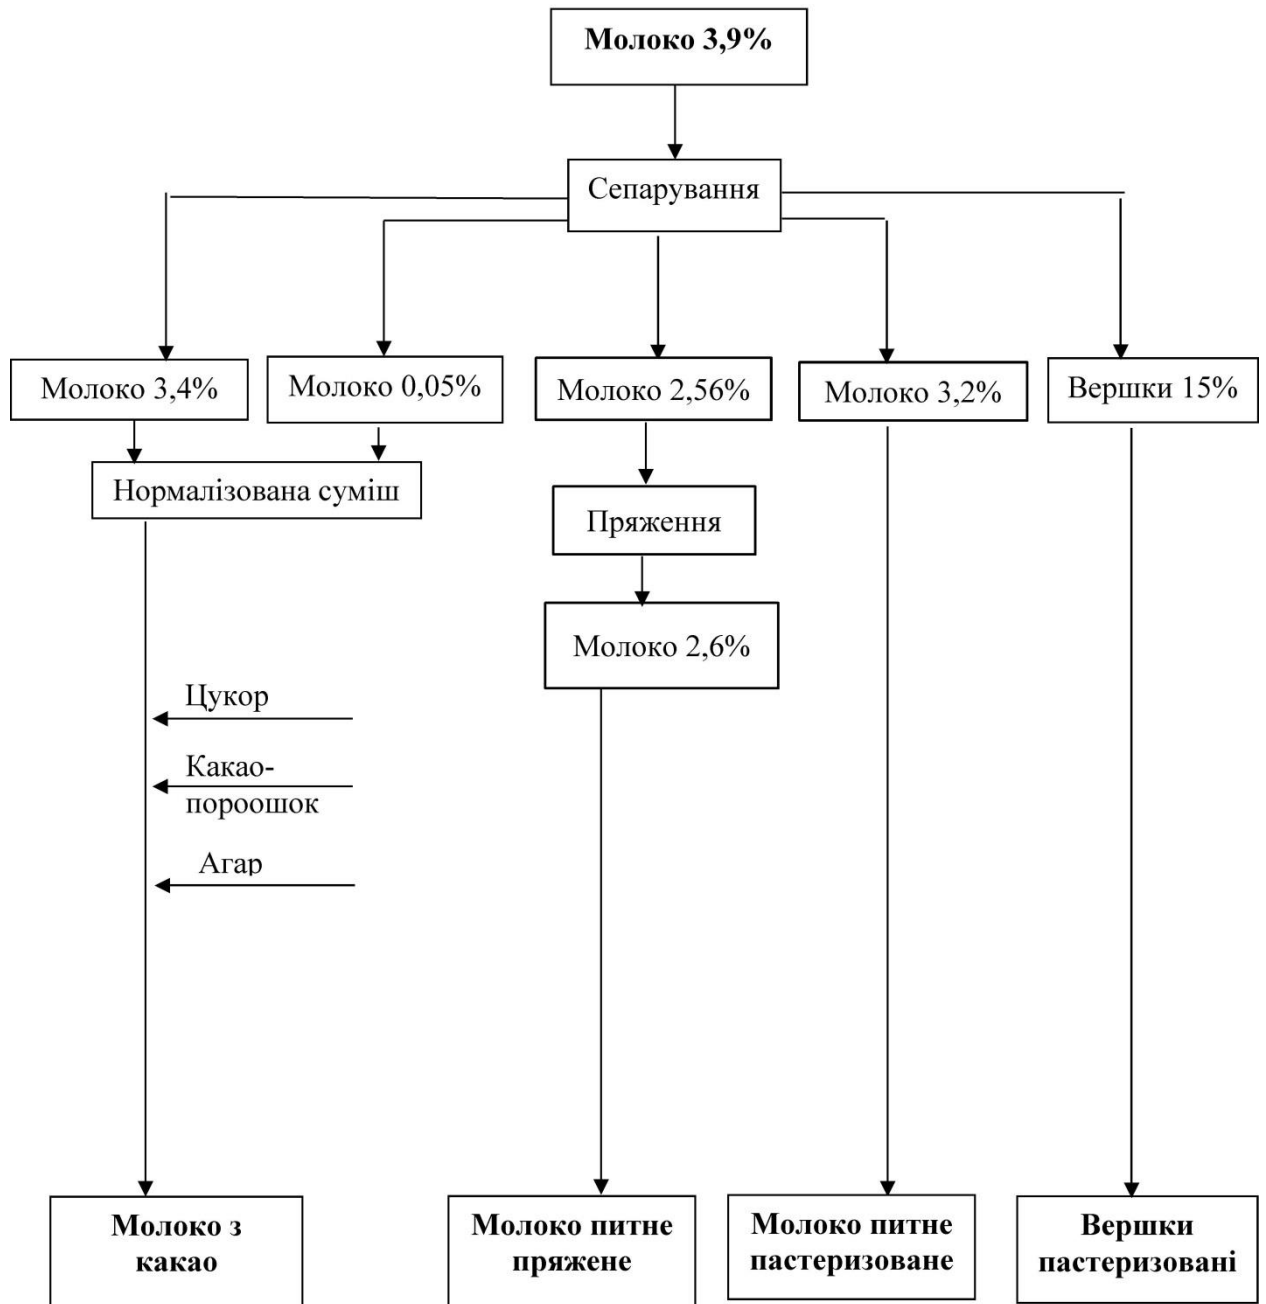 Молоко 3,9%
Сепарування
Молоко 3,4%
Молоко 0,05%
Молоко 2,56%
Молоко 3,2%
Вершки 15%
Нормалізована суміш
Пряження
Молоко 2,6%
Цукор
Какао-
пороошок
Агар
Молоко з
какао
Молоко питне
пряжене
Молоко питне
пастеризоване
Вершки
пастеризовані